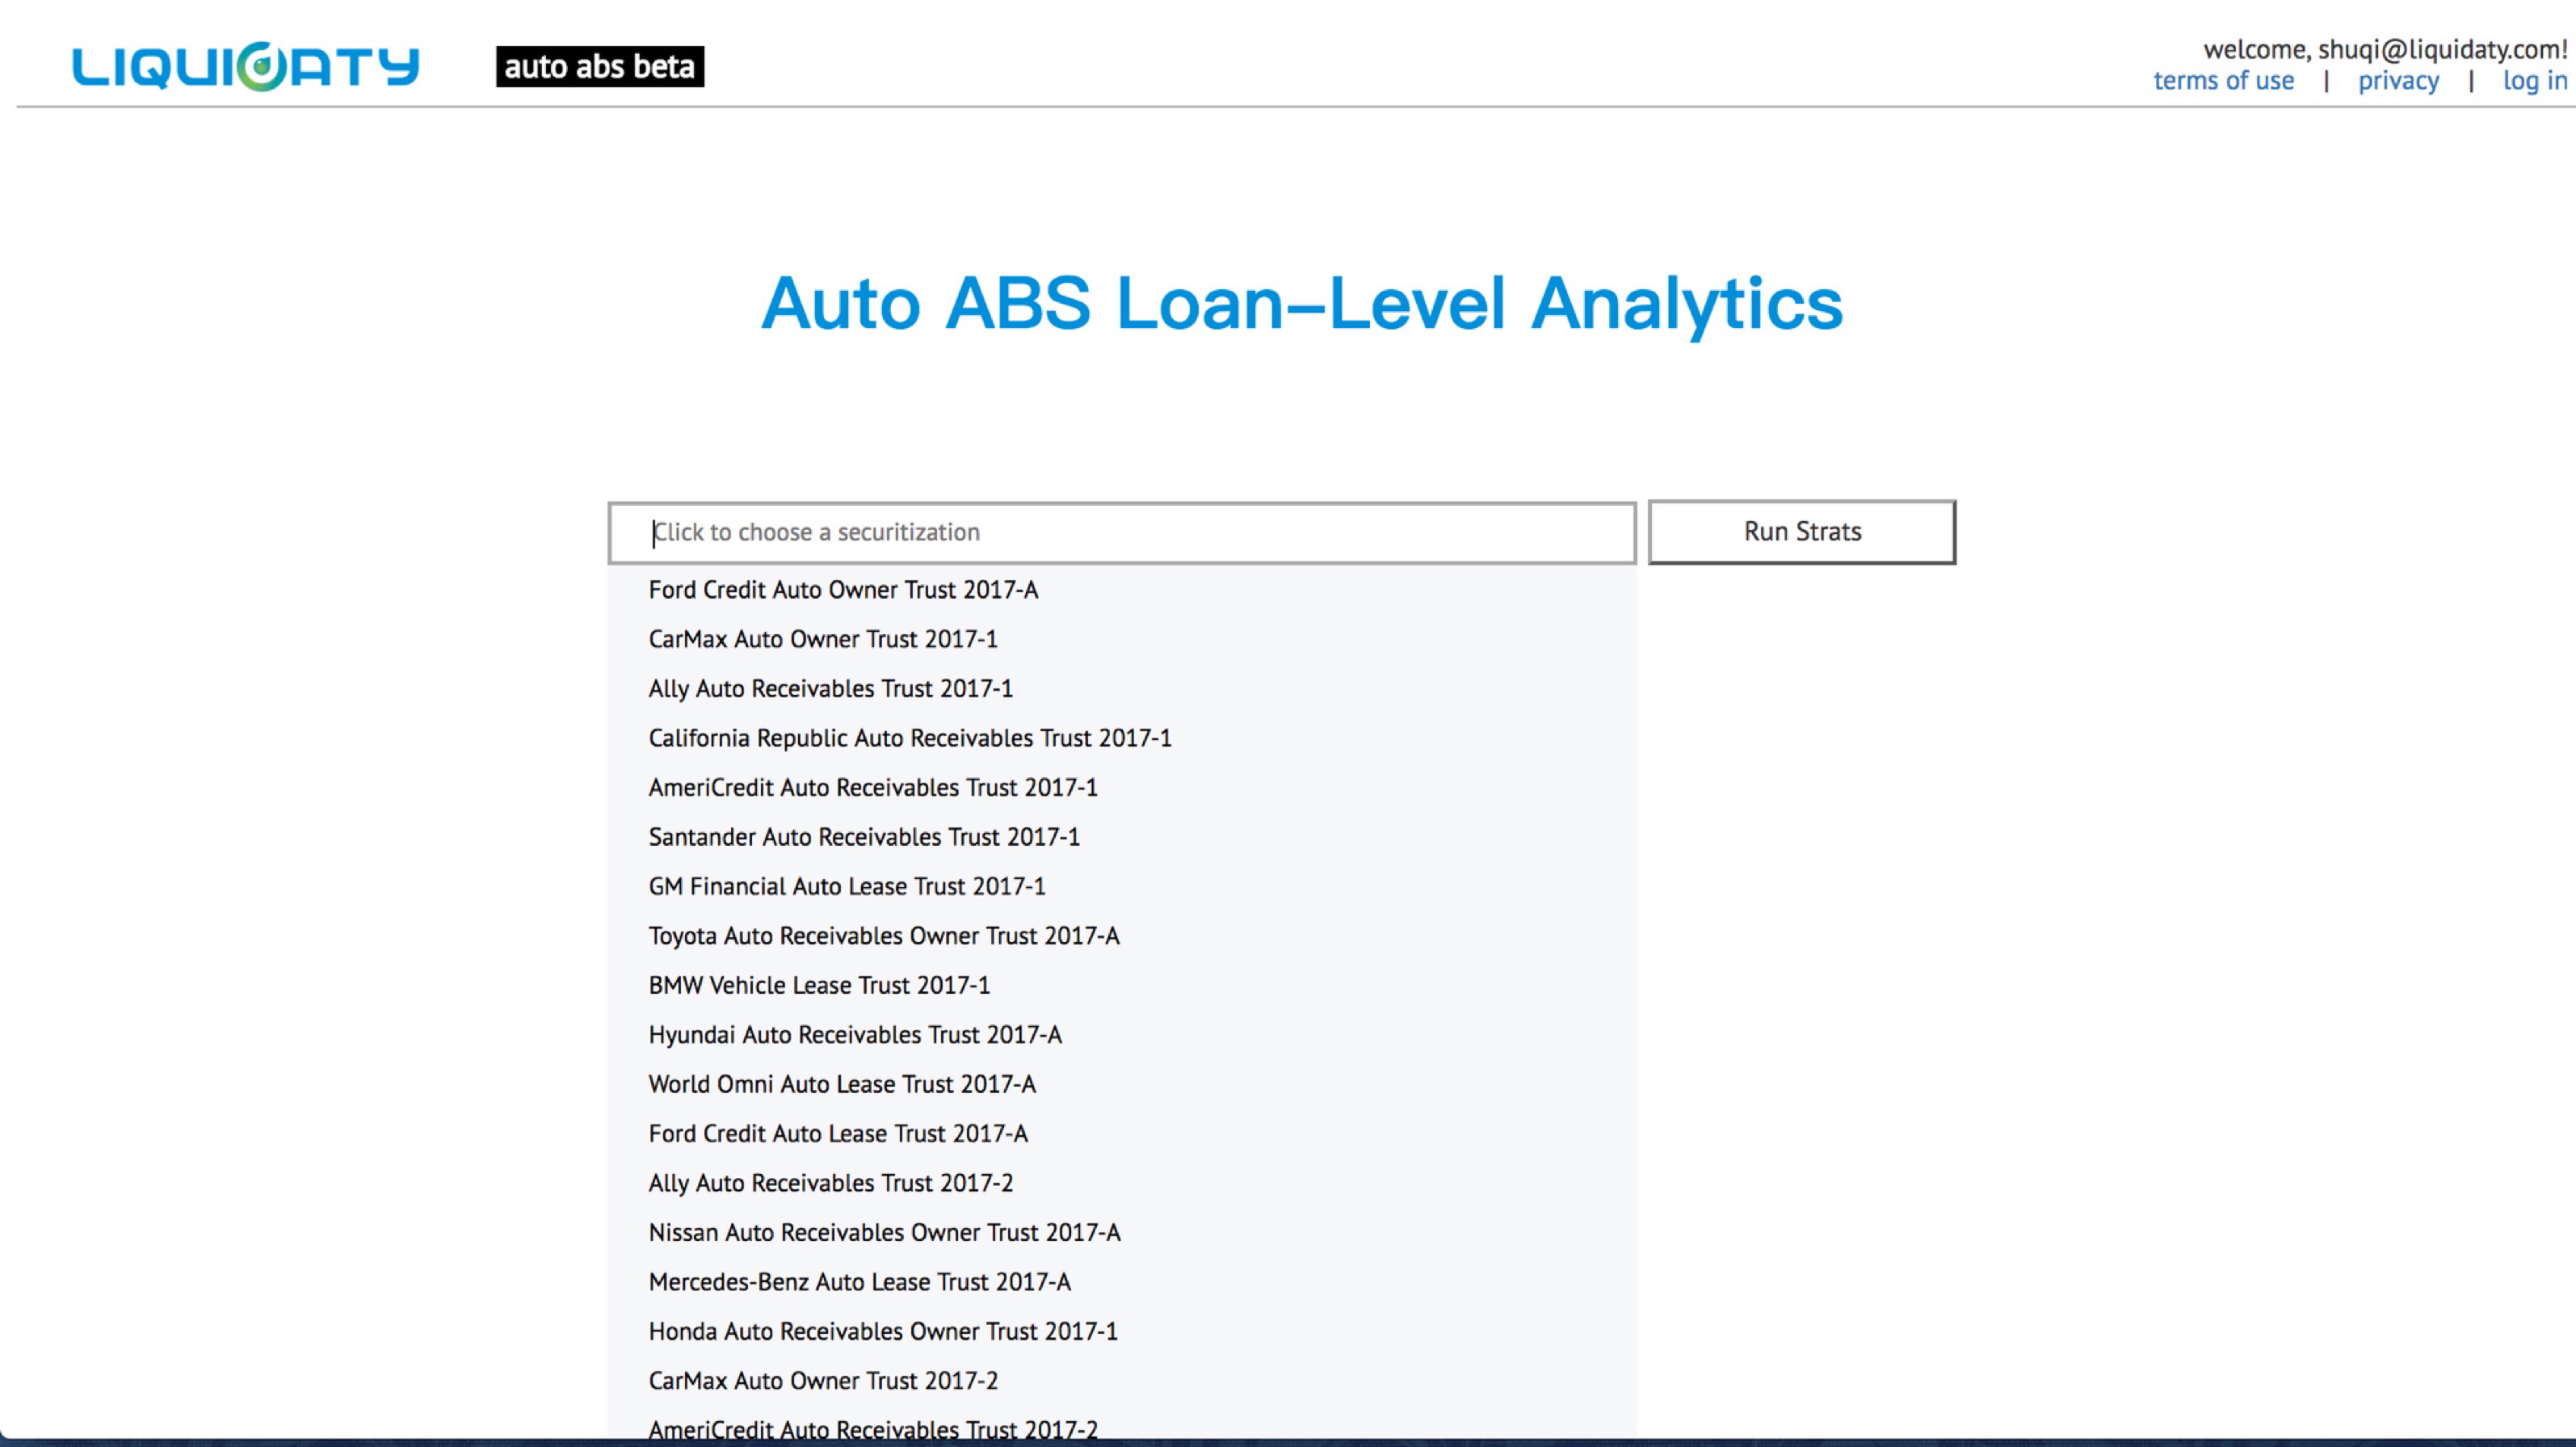 LIQUIDATY
auto abs beta
welcome, shuqi@liquidaty.com!
terms of use | privacy | log in
Auto ABS Loan–Level Analytics
Click to choose a securitization
Run Strats
Ford Credit Auto Owner Trust 2017-A
CarMax Auto Owner Trust 2017-1
Ally Auto Receivables Trust 2017-1
California Republic Auto Receivables Trust 2017-1
AmeriCredit Auto Receivables Trust 2017-1
Santander Auto Receivables Trust 2017-1
GM Financial Auto Lease Trust 2017-1
Toyota Auto Receivables Owner Trust 2017-A
BMW Vehicle Lease Trust 2017-1
Hyundai Auto Receivables Trust 2017-A
World Omni Auto Lease Trust 2017-A
Ford Credit Auto Lease Trust 2017-A
Ally Auto Receivables Trust 2017-2
Nissan Auto Receivables Owner Trust 2017-A
Mercedes-Benz Auto Lease Trust 2017-A
Honda Auto Receivables Owner Trust 2017-1
CarMax Auto Owner Trust 2017-2
AmeriCredit Auto Receivables Trust 2017-2